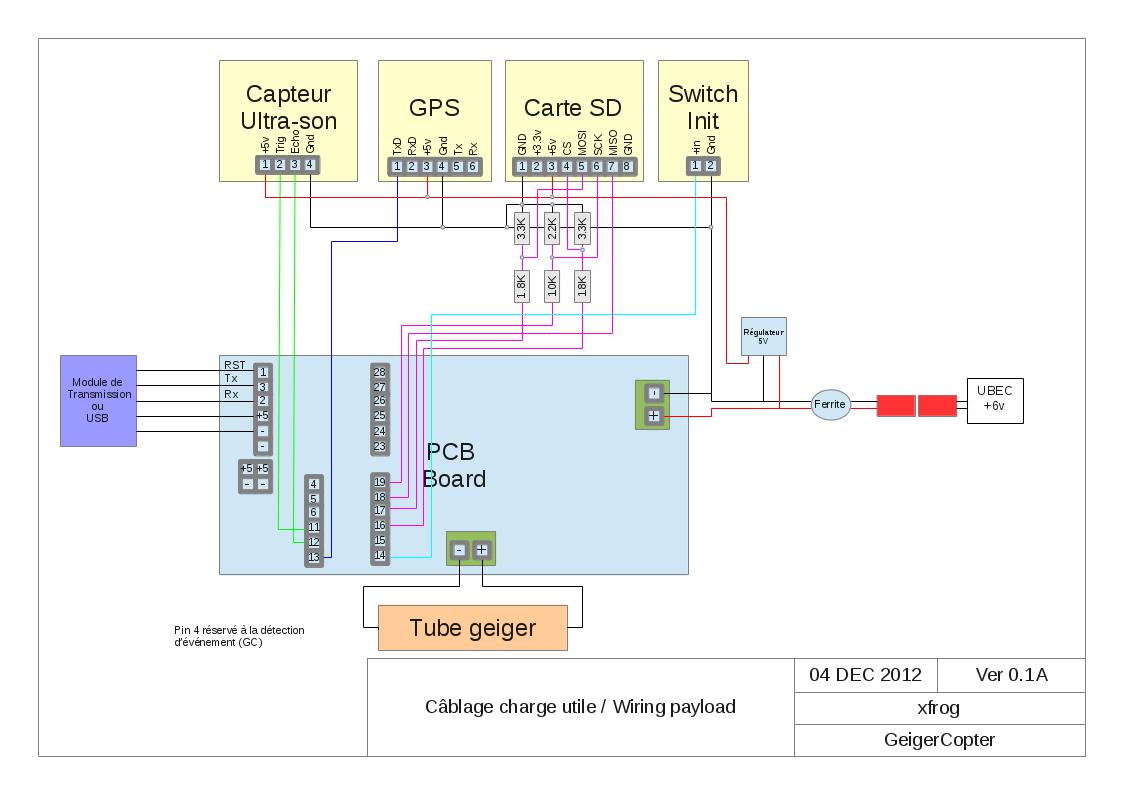 Capteur
Ultra-son
+5v Trig Echo Gnd
1 2 3 4
GPS
TxD RxD +5v Gnd Tx Rx
1 2 3 4 5 6
Carte SD
GND +3.3v +5v CS MOSI SCK MISO GND
1 2 3 4 5 6 7 8
Switch
Init
+in Gnd
1 2
3.3K 2.2K 3.3K
1.8K 10K 18K
Régulateur
5V
Module de
Transmission
ou
USB
RST
Tx
Rx
1
3
2
+5
-
-
+5 +5
- -
28
27
26
25
24
23
4
5
6
11
12
13
19
18
17
16
15
14
PCB
Board
-
+
- +
Ferrite
UBEC
+6v
Tube geiger
Pin 4 réservé à la détection
d'événement (GC)
Câblage charge utile / Wiring payload
04 DEC 2012
Ver 0.1A
xfrog
GeigerCopter